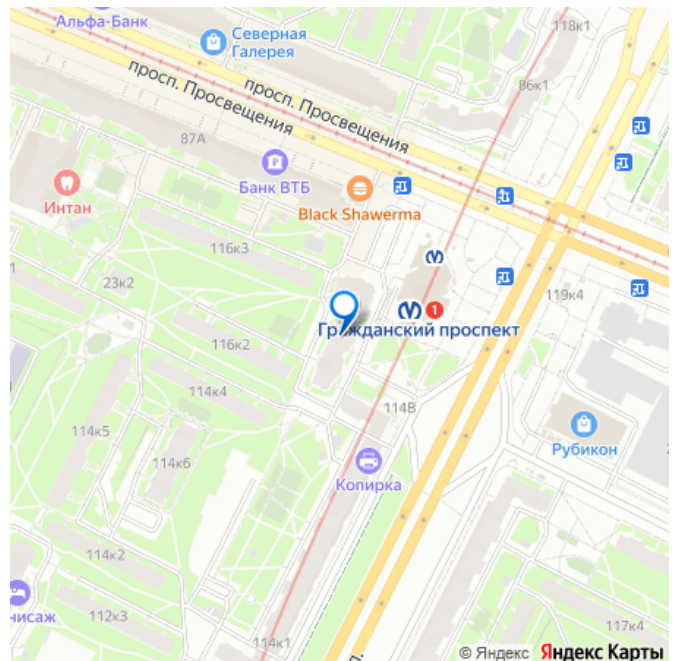 Альфа-Банк
118к1
Северная
Галерея
86к1
просп. Просвещения
просп. Просвещения
87А
Банк ВТБ
Black Shawerma
Интан
116к3
23к2
1
119к4
Гражданский проспект
116к2
114к4
114В
114к5
Рубикон
114к6
Копирка
114к2
нисаж
112к3
114к1
117к4
© Яндекс Яндекс Карты